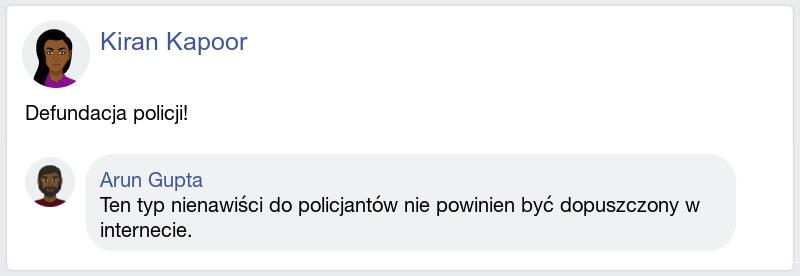 Kiran Kapoor
Defundacja policji!
Arun Gupta
Ten typ nienawiści do policjantów nie powinien być dopuszczony w
internecie.